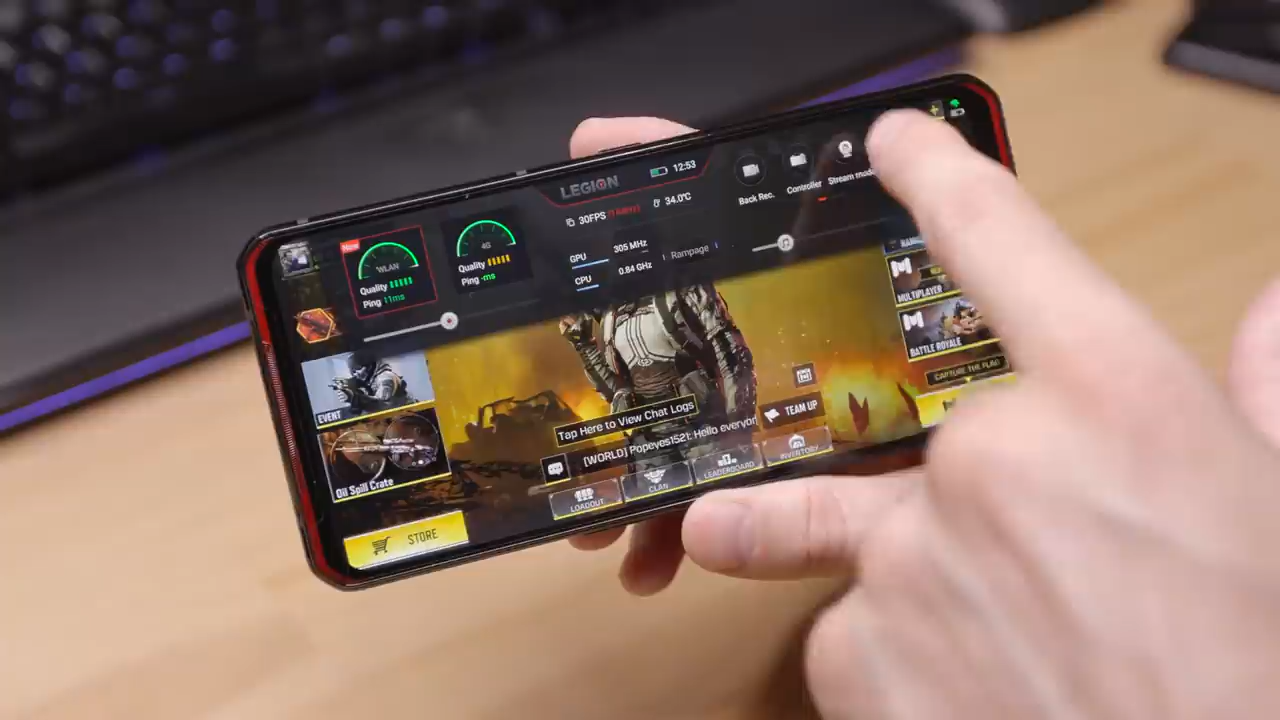 LEGION
12:53
30FPS
34.0°C
GPU
305 MHz
CPU
0.84 GHz
Rampage
Back Rec.
Controller
Stream mode
Now
WLAN
Quality
Ping 11ms
4G
Quality
Ping -ms
EVENT
Oil Spill Crate
STORE
Tap Here to View Chat Logs
[WORLD] Popeyes1521: Hello everyon
TEAM UP
LOADOUT
CLAN
LEADERBOARD
INVENTORY
MULTIPLAYER
BATTLE ROYALE
CAPTURE THE FLAG